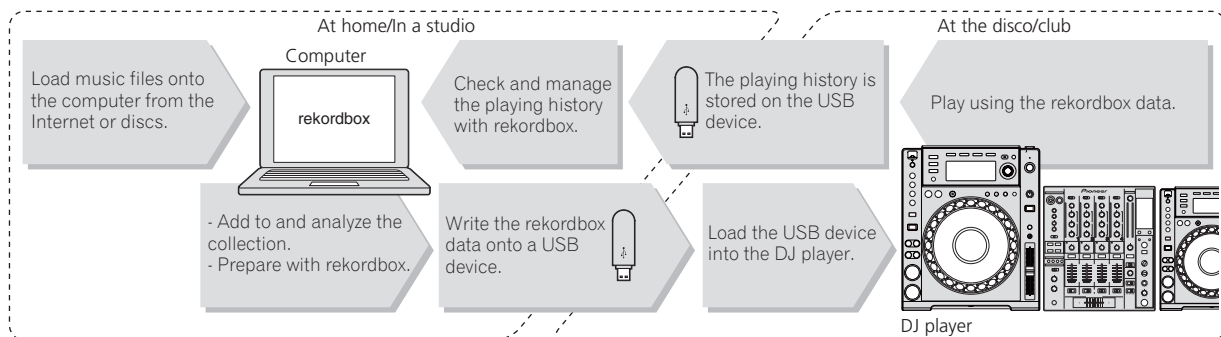 At home/In a studio
At the disco/club
Computer
Load music files onto
the computer from the
Internet or discs.
rekordbox
Check and manage
the playing history
with rekordbox.
The playing history is
stored on the USB
device.
Play using the rekordbox data.
- Add to and analyze the
collection.
- Prepare with rekordbox.
Write the rekordbox
data onto a USB
device.
Load the USB device
into the DJ player.
Pioneer
DJ player